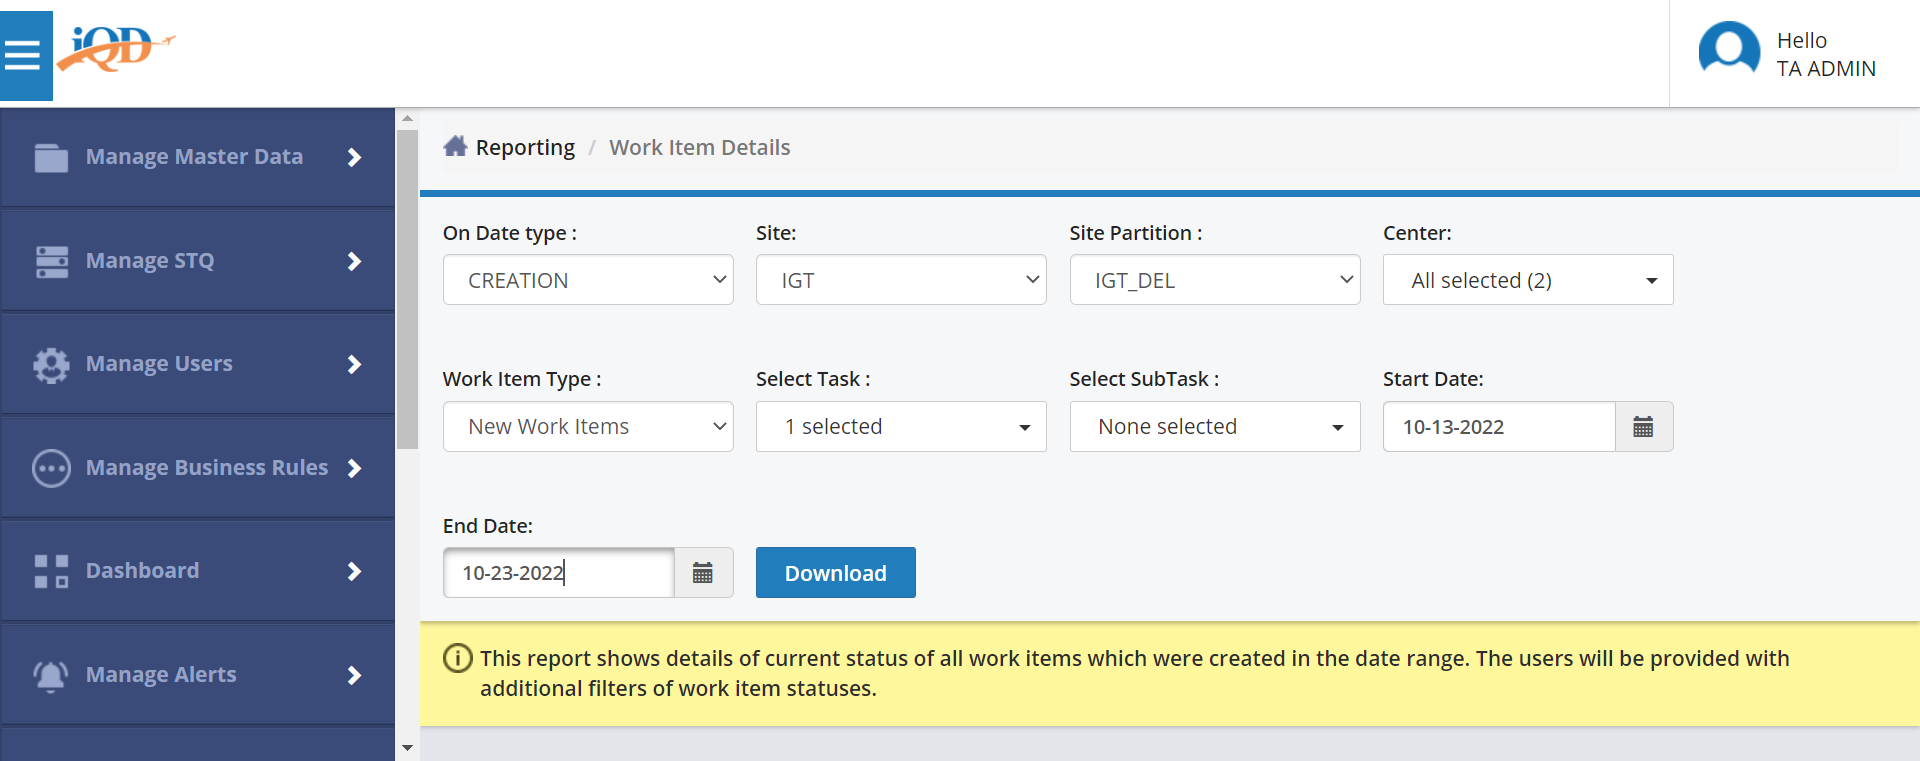 iQD
Hello
TA ADMIN
Manage Master Data
Manage STQ
Manage Users
Manage Business Rules
Dashboard
Manage Alerts
Reporting / Work Item Details
On Date type :
CREATION
Site:
IGT
Site Partition :
IGT_DEL
Center:
All selected (2)
Work Item Type :
New Work Items
Select Task :
1 selected
Select SubTask :
None selected
Start Date:
10-13-2022
End Date:
10-23-2022
Download
This report shows details of current status of all work items which were created in the date range. The users will be provided with
additional filters of work item statuses.